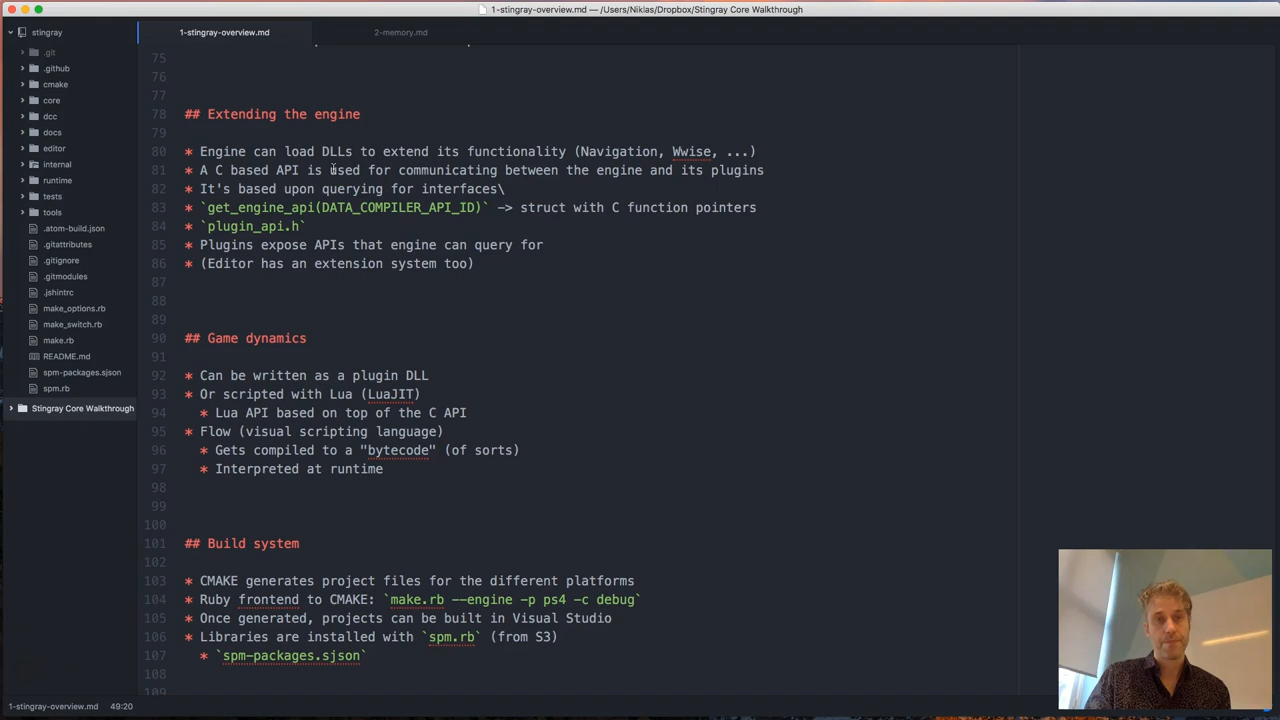 1-stingray-overview.md — /Users/Niklas/Dropbox/Stingray Core Walkthrough
stingray
.git
.github
cmake
core
dcc
docs
editor
internal
runtime
tests
tools
.atom-build.json
.gitattributes
.gitignore
.gitmodules
.jshintrc
make_options.rb
make_switch.rb
make.rb
README.md
spm-packages.sjson
spm.rb
Stingray Core Walkthrough
1-stingray-overview.md
2-memory.md
75
76
77
78 ## Extending the engine
79
80 * Engine can load DLLs to extend its functionality (Navigation, Wwise, ...)
81 * A C based API is used for communicating between the engine and its plugins
82 * It's based upon querying for interfaces\
83 * `get_engine_api(DATA_COMPILER_API_ID)` -> struct with C function pointers
84 * `plugin_api.h`
85 * Plugins expose APIs that engine can query for
86 * (Editor has an extension system too)
87
88
89
90 ## Game dynamics
91
92 * Can be written as a plugin DLL
93 * Or scripted with Lua (LuaJIT)
94 * Lua API based on top of the C API
95 * Flow (visual scripting language)
96 * Gets compiled to a "bytecode" (of sorts)
97 * Interpreted at runtime
98
99
100
101 ## Build system
102
103 * CMAKE generates project files for the different platforms
104 * Ruby frontend to CMAKE: `make.rb --engine -p ps4 -c debug`
105 * Once generated, projects can be built in Visual Studio
106 * Libraries are installed with `spm.rb` (from S3)
107 * `spm-packages.sjson`
108
109
1-stingray-overview.md 49:20